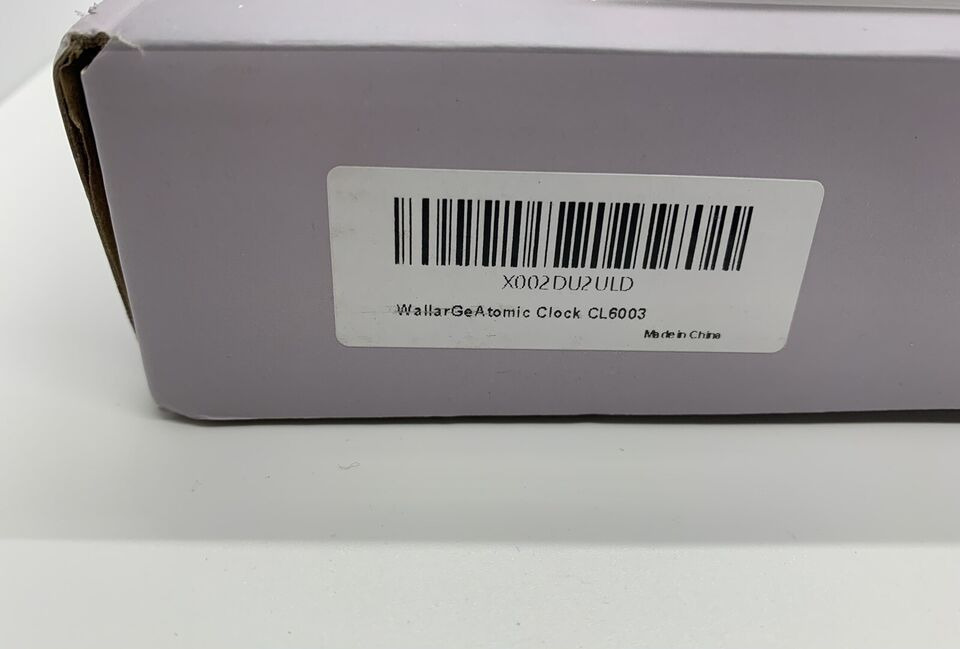 X002DU2ULD
WallarGeAtomic Clock CL6003
Made in China